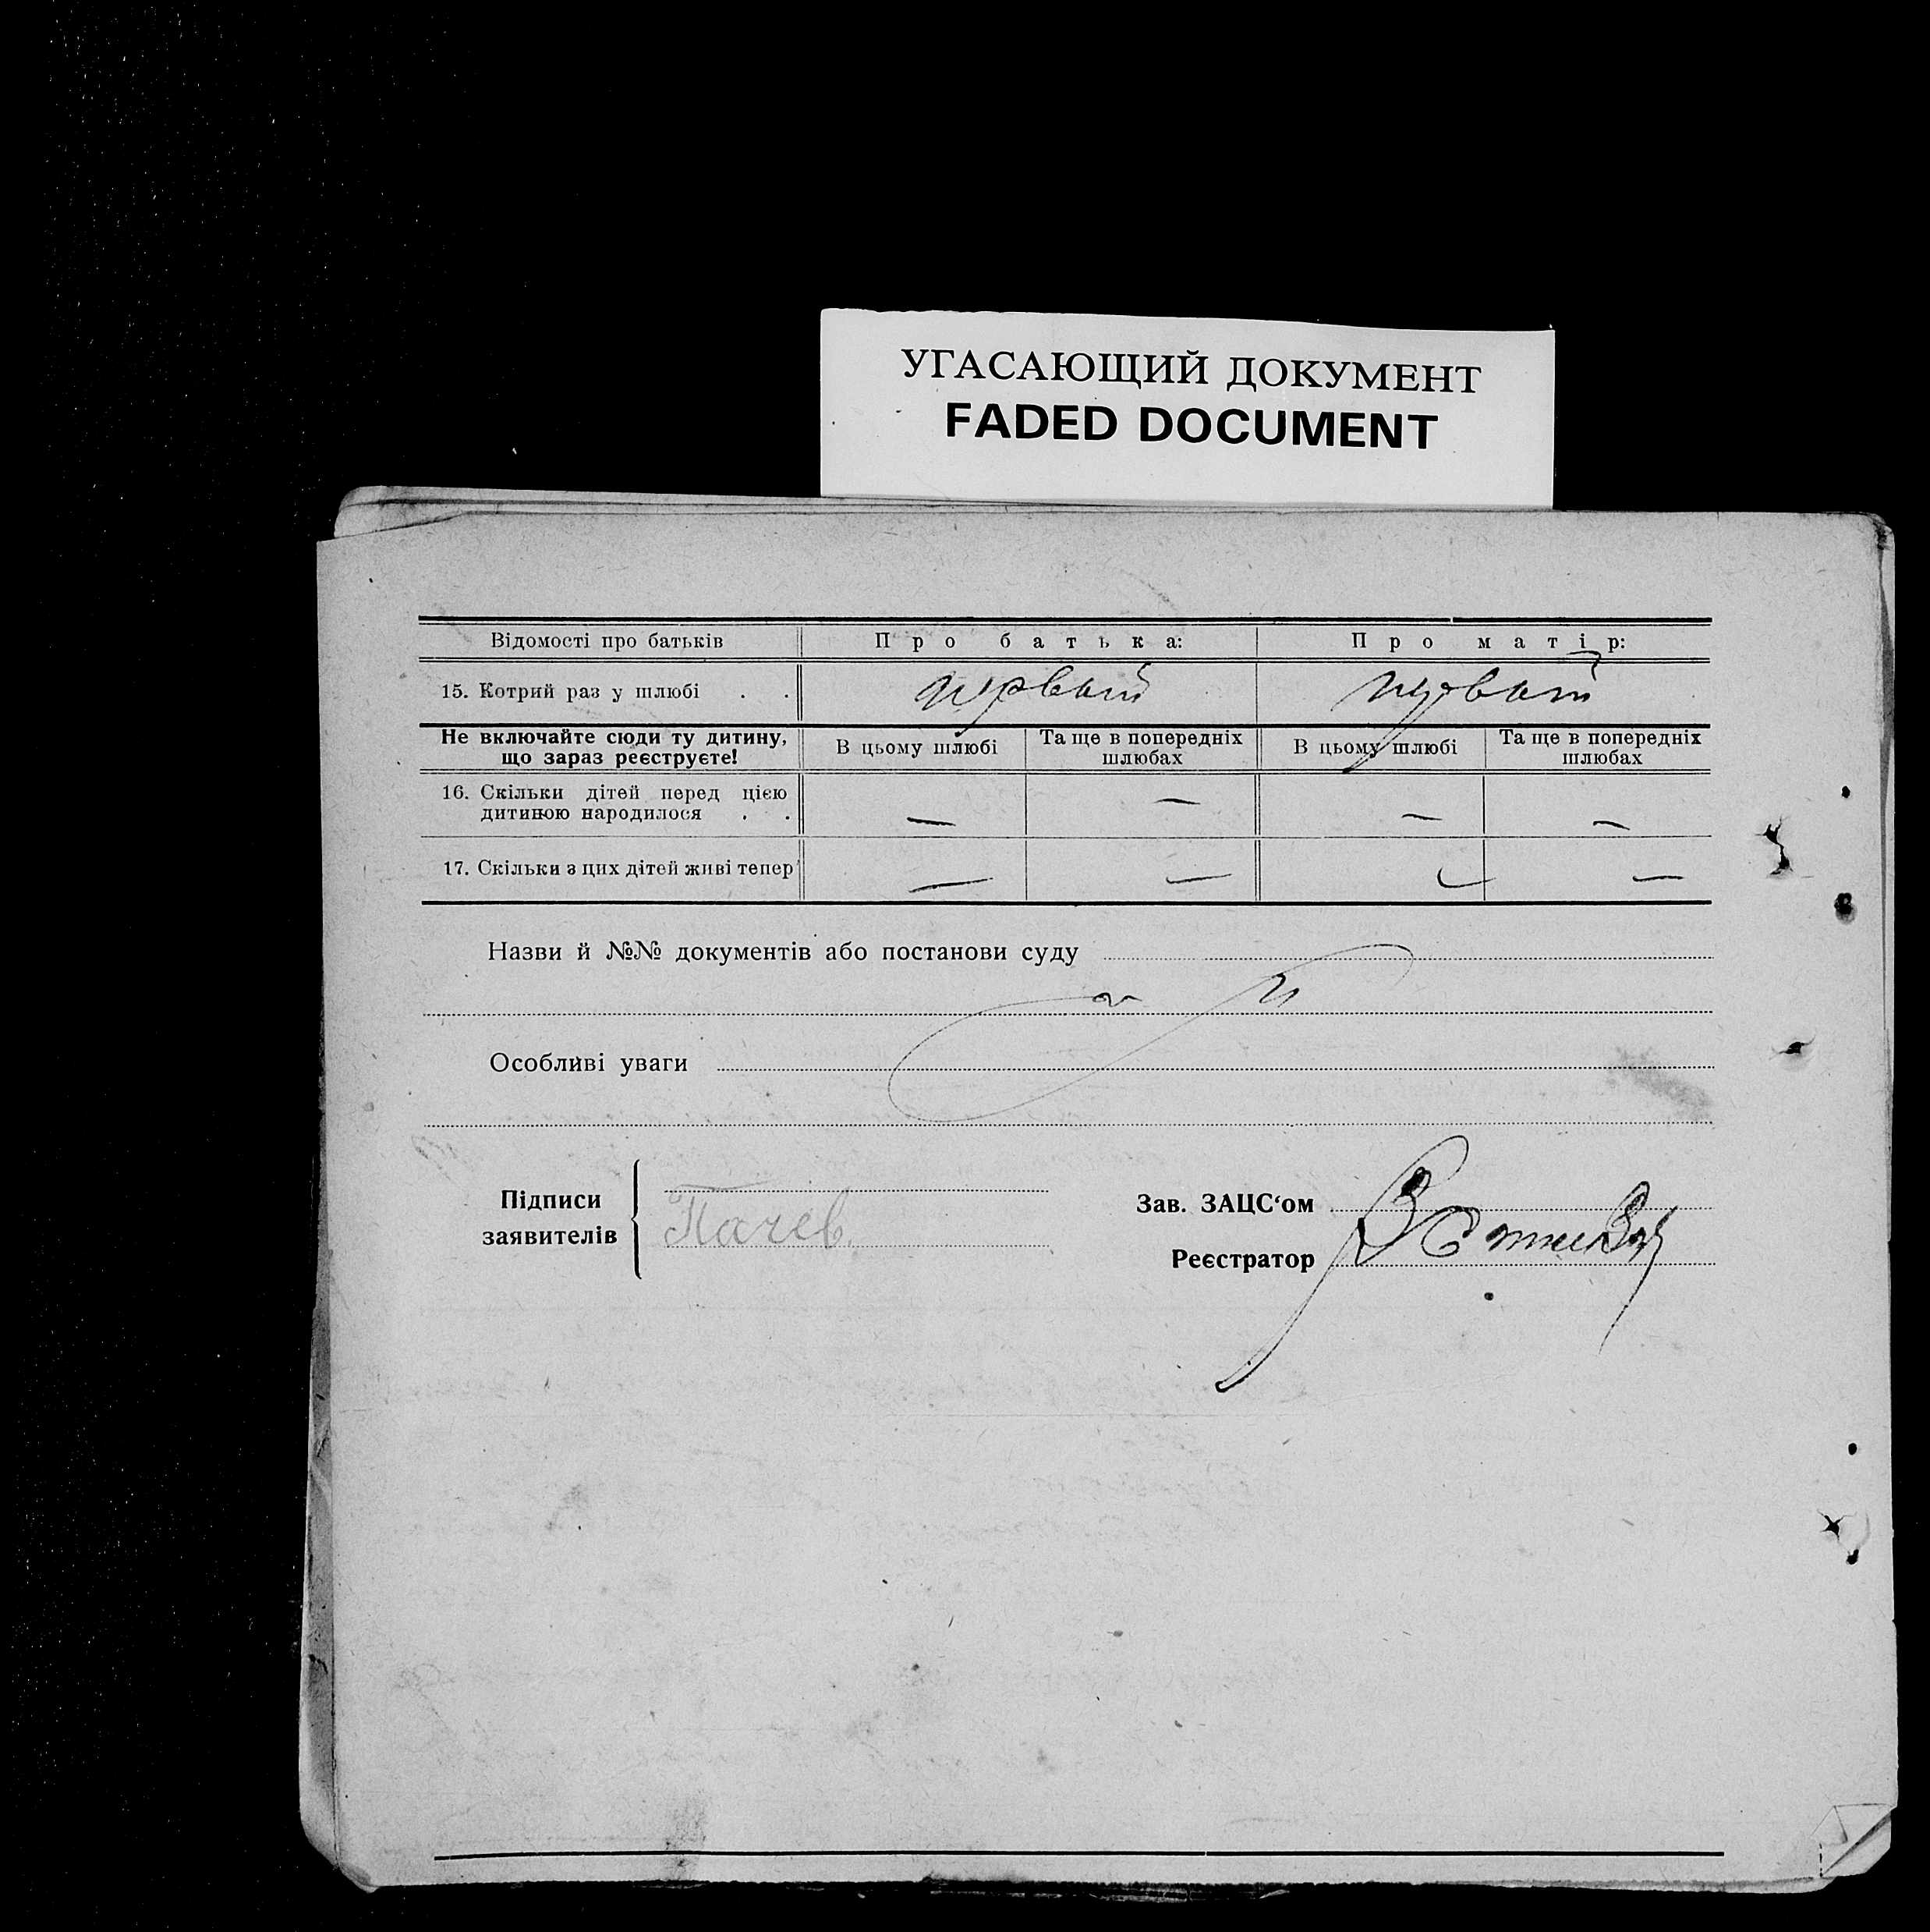 УГАСАЮЩИЙ ДОКУМЕНТ
FADED DOCUMENT
Відомості про батьків Про батька: Про матір:
15. Котрий раз у шлюбі . . первый первый
Не включайте сюди ту дитину, що зараз реєструєте! В цьому шлюбі Та ще в попередніх шлюбах В цьому шлюбі Та ще в попередніх шлюбах
16. Скільки дітей перед цією дитиною народилося . . — — — —
17. Скільки з цих дітей живі тепер — — — —
Назви й №№ документів або постанови суду
Особливі уваги
Підписи заявителів
Пачев.
Зав. ЗАЦС‘ом
Реєстратор